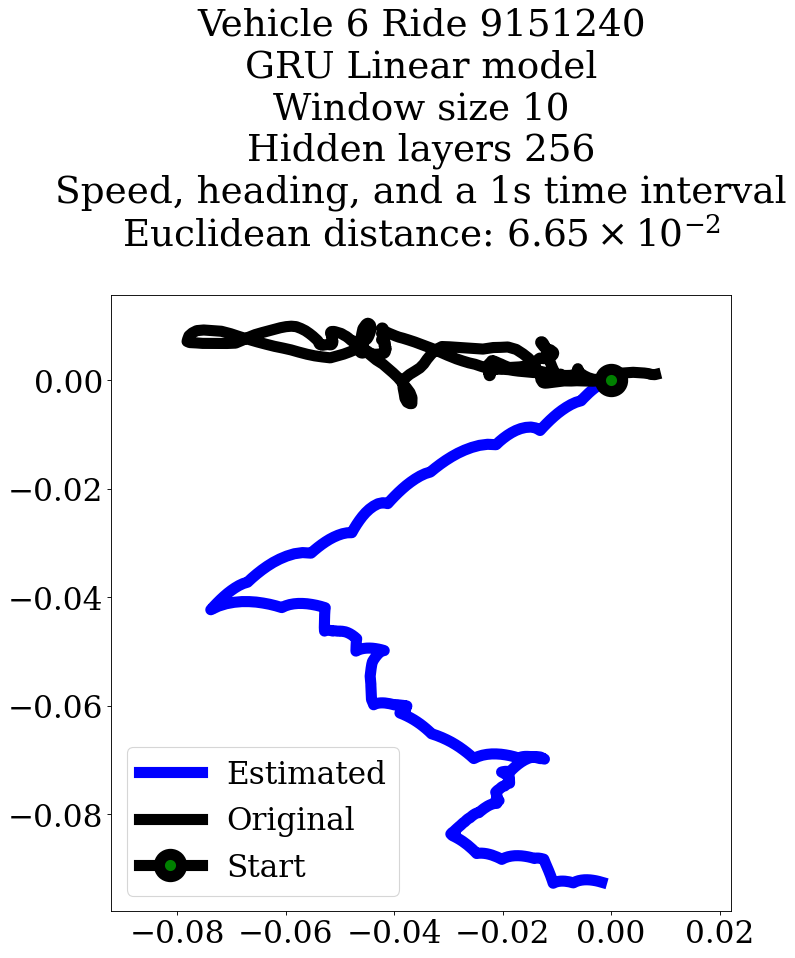 Vehicle 6 Ride 9151240
GRU Linear model
Window size 10
Hidden layers 256
Speed, heading, and a 1s time interval
Euclidean distance: 6.65 × 10⁻²
0.00
−0.02
−0.04
−0.06
−0.08
Estimated
Original
Start
−0.08 −0.06 −0.04 −0.02 0.00 0.02